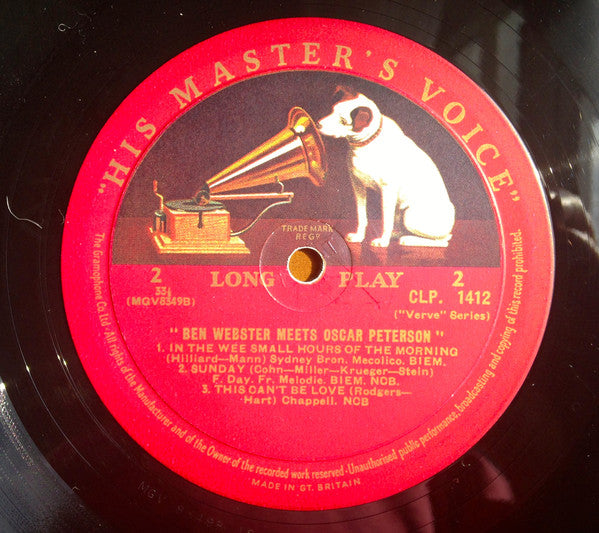 "HIS MASTER'S VOICE"
TRADE MARK
REGD
2 LONG PLAY 2
33⅓
(MGV8349B)
CLP. 1412
("Verve" Series)
"BEN WEBSTER MEETS OSCAR PETERSON"
1. IN THE WEE SMALL HOURS OF THE MORNING
(Hilliard—Mann) Sydney Bron. Mecolico. BIEM.
2. SUNDAY (Cohn—Miller—Krueger—Stein)
F. Day. Fr. Melodie. BIEM. NCB.
3. THIS CAN'T BE LOVE (Rodgers—
Hart) Chappell. NCB
The Gramophone Co Ltd · All rights of the Manufacturer and of the Owner of the recorded work reserved · Unauthorised public performance, broadcasting and copying of this record prohibited.
MADE IN GT. BRITAIN